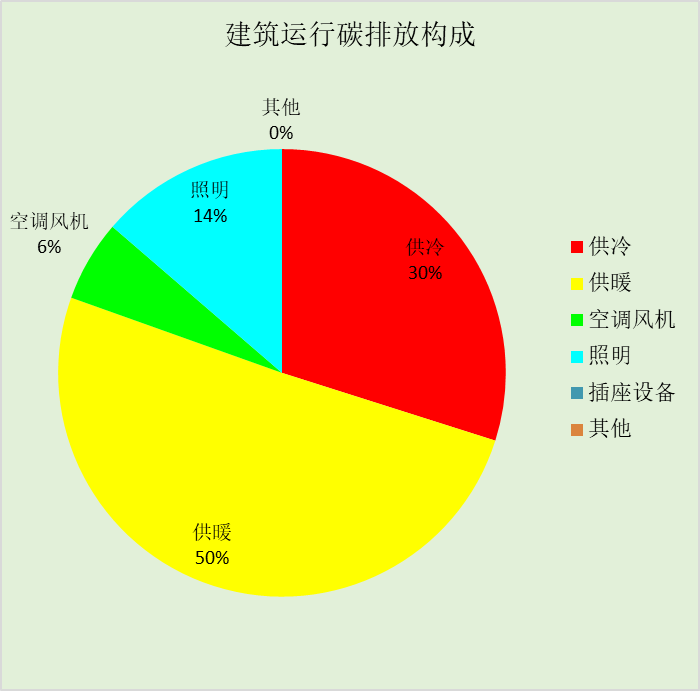 建筑运行碳排放构成
其他
0%
照明
14%
空调风机
6%
供冷
30%
供暖
50%
供冷
供暖
空调风机
照明
插座设备
其他